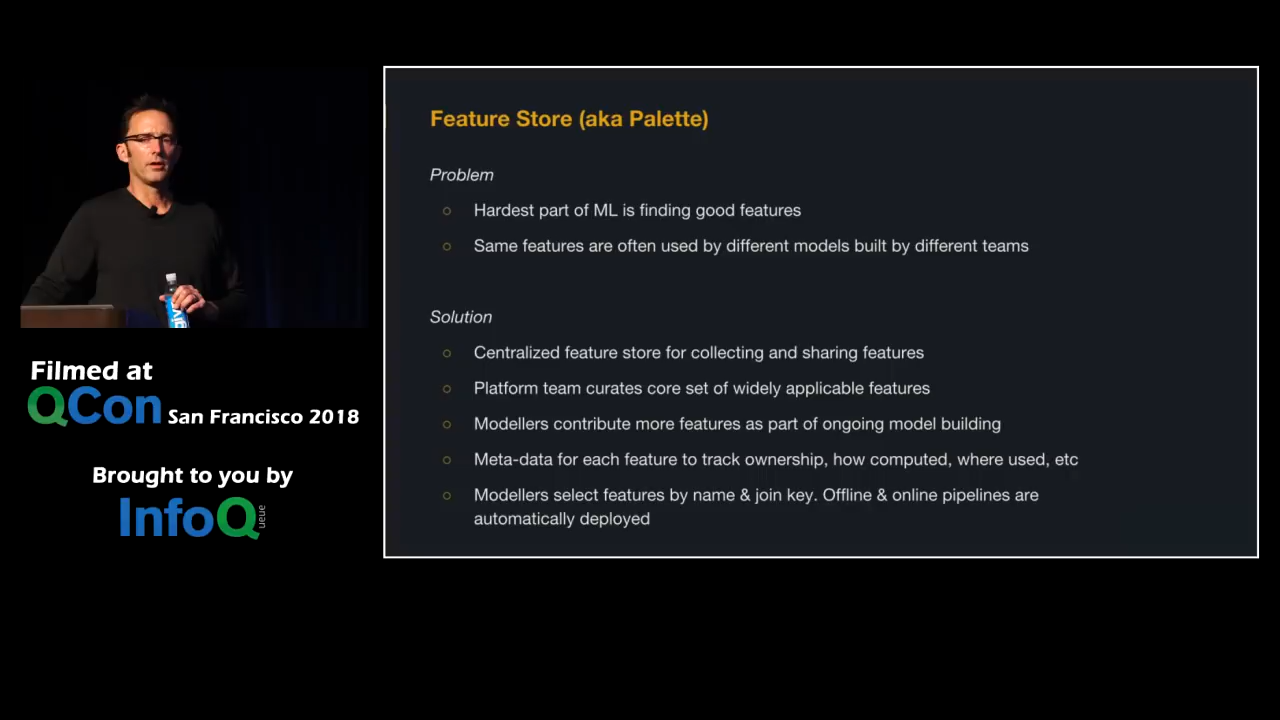 Feature Store (aka Palette)
Problem
Hardest part of ML is finding good features
Same features are often used by different models built by different teams
Solution
Centralized feature store for collecting and sharing features
Platform team curates core set of widely applicable features
Modellers contribute more features as part of ongoing model building
Meta-data for each feature to track ownership, how computed, where used, etc
Modellers select features by name & join key. Offline & online pipelines are
automatically deployed
Filmed at
QCon San Francisco 2018
Brought to you by
InfoQ
ueue